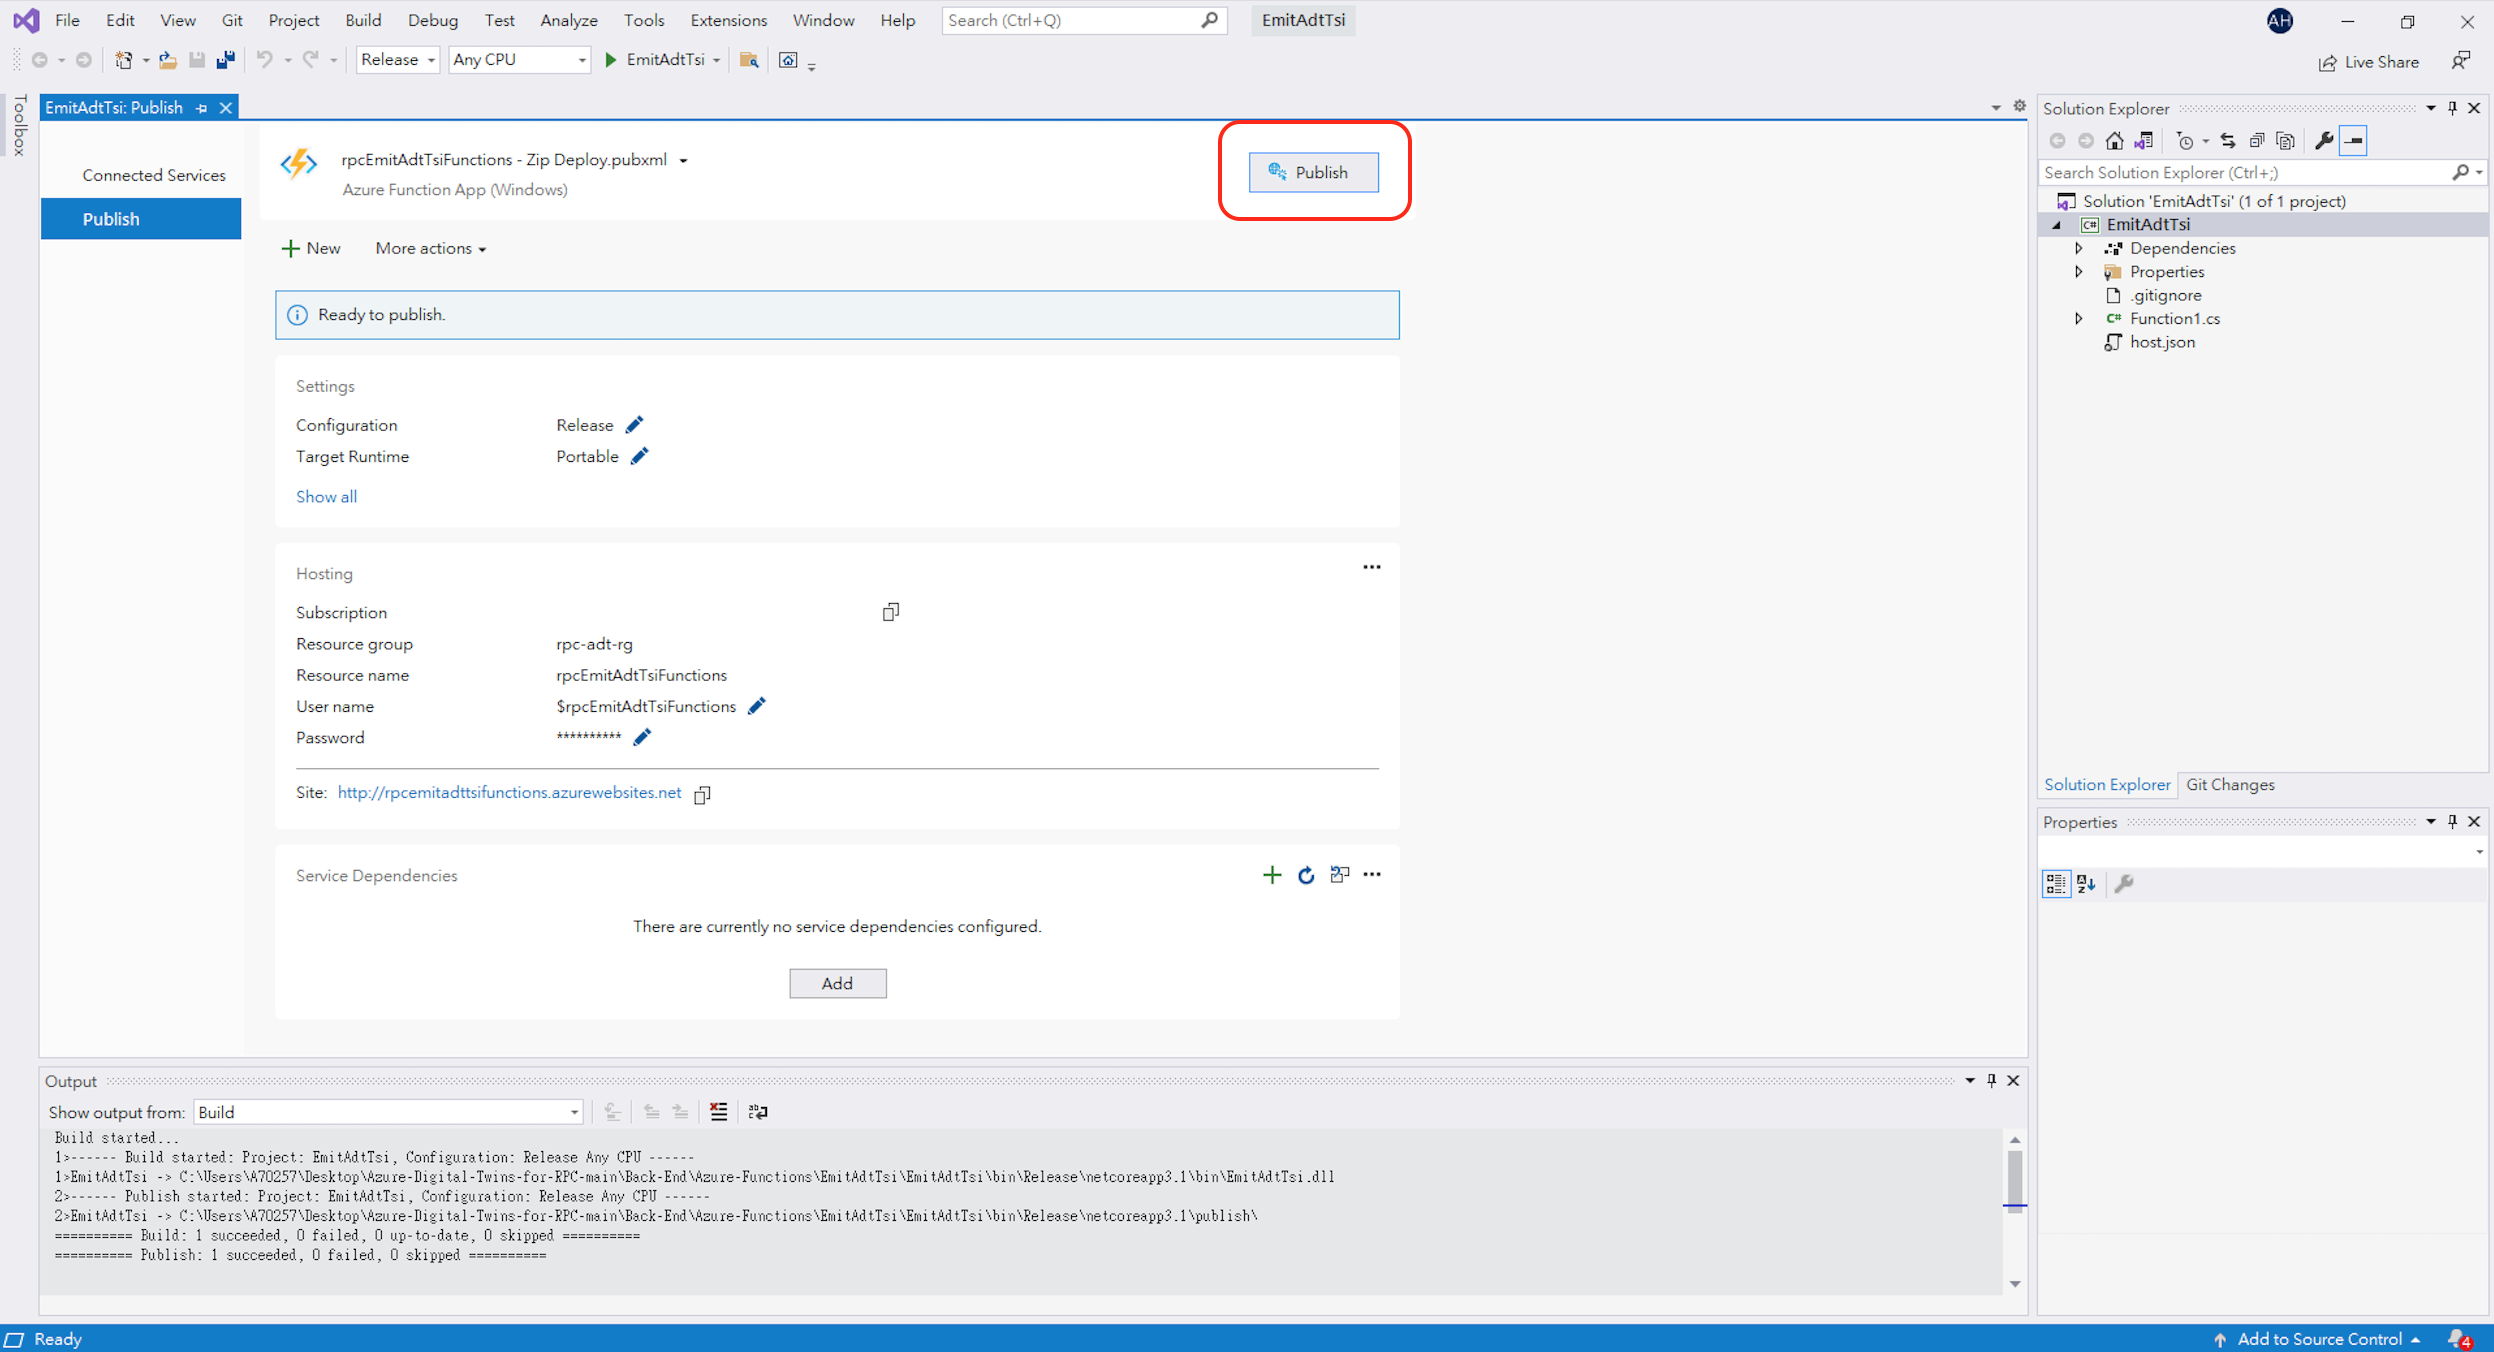 File Edit View Git Project Build Debug Test Analyze Tools Extensions Window Help Search (Ctrl+Q) EmitAdtTsi AH
Release Any CPU EmitAdtTsi Live Share
Toolbox
EmitAdtTsi: Publish
Connected Services
Publish
rpcEmitAdtTsiFunctions - Zip Deploy.pubxml
Azure Function App (Windows)
Publish
New More actions
Ready to publish.
Settings
Configuration Release
Target Runtime Portable
Show all
Hosting
Subscription
Resource group rpc-adt-rg
Resource name rpcEmitAdtTsiFunctions
User name $rpcEmitAdtTsiFunctions
Password **********
Site: http://rpcemitadttsifunctions.azurewebsites.net
Service Dependencies
There are currently no service dependencies configured.
Add
Solution Explorer
Search Solution Explorer (Ctrl+;)
Solution 'EmitAdtTsi' (1 of 1 project)
C# EmitAdtTsi
Dependencies
Properties
.gitignore
C# Function1.cs
host.json
Solution Explorer Git Changes
Properties
Output
Show output from: Build
Build started...
1>------ Build started: Project: EmitAdtTsi, Configuration: Release Any CPU ------
1>EmitAdtTsi -> C:\Users\A70257\Desktop\Azure-Digital-Twins-for-RPC-main\Back-End\Azure-Functions\EmitAdtTsi\EmitAdtTsi\bin\Release\netcoreapp3.1\bin\EmitAdtTsi.dll
2>------ Publish started: Project: EmitAdtTsi, Configuration: Release Any CPU ------
2>EmitAdtTsi -> C:\Users\A70257\Desktop\Azure-Digital-Twins-for-RPC-main\Back-End\Azure-Functions\EmitAdtTsi\EmitAdtTsi\bin\Release\netcoreapp3.1\publish\
========== Build: 1 succeeded, 0 failed, 0 up-to-date, 0 skipped ==========
========== Publish: 1 succeeded, 0 failed, 0 skipped ==========
Ready Add to Source Control 4